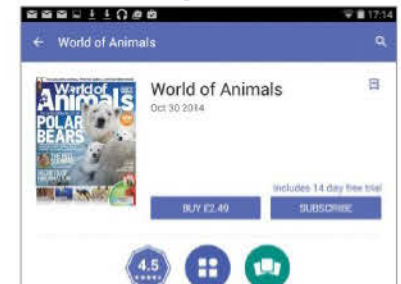 17:14
World of Animals
World of
Animals
POLAR
BEARS
World of Animals
Oct 30 2014
Includes 14 day free trial
BUY £2.49
SUBSCRIBE
4.5